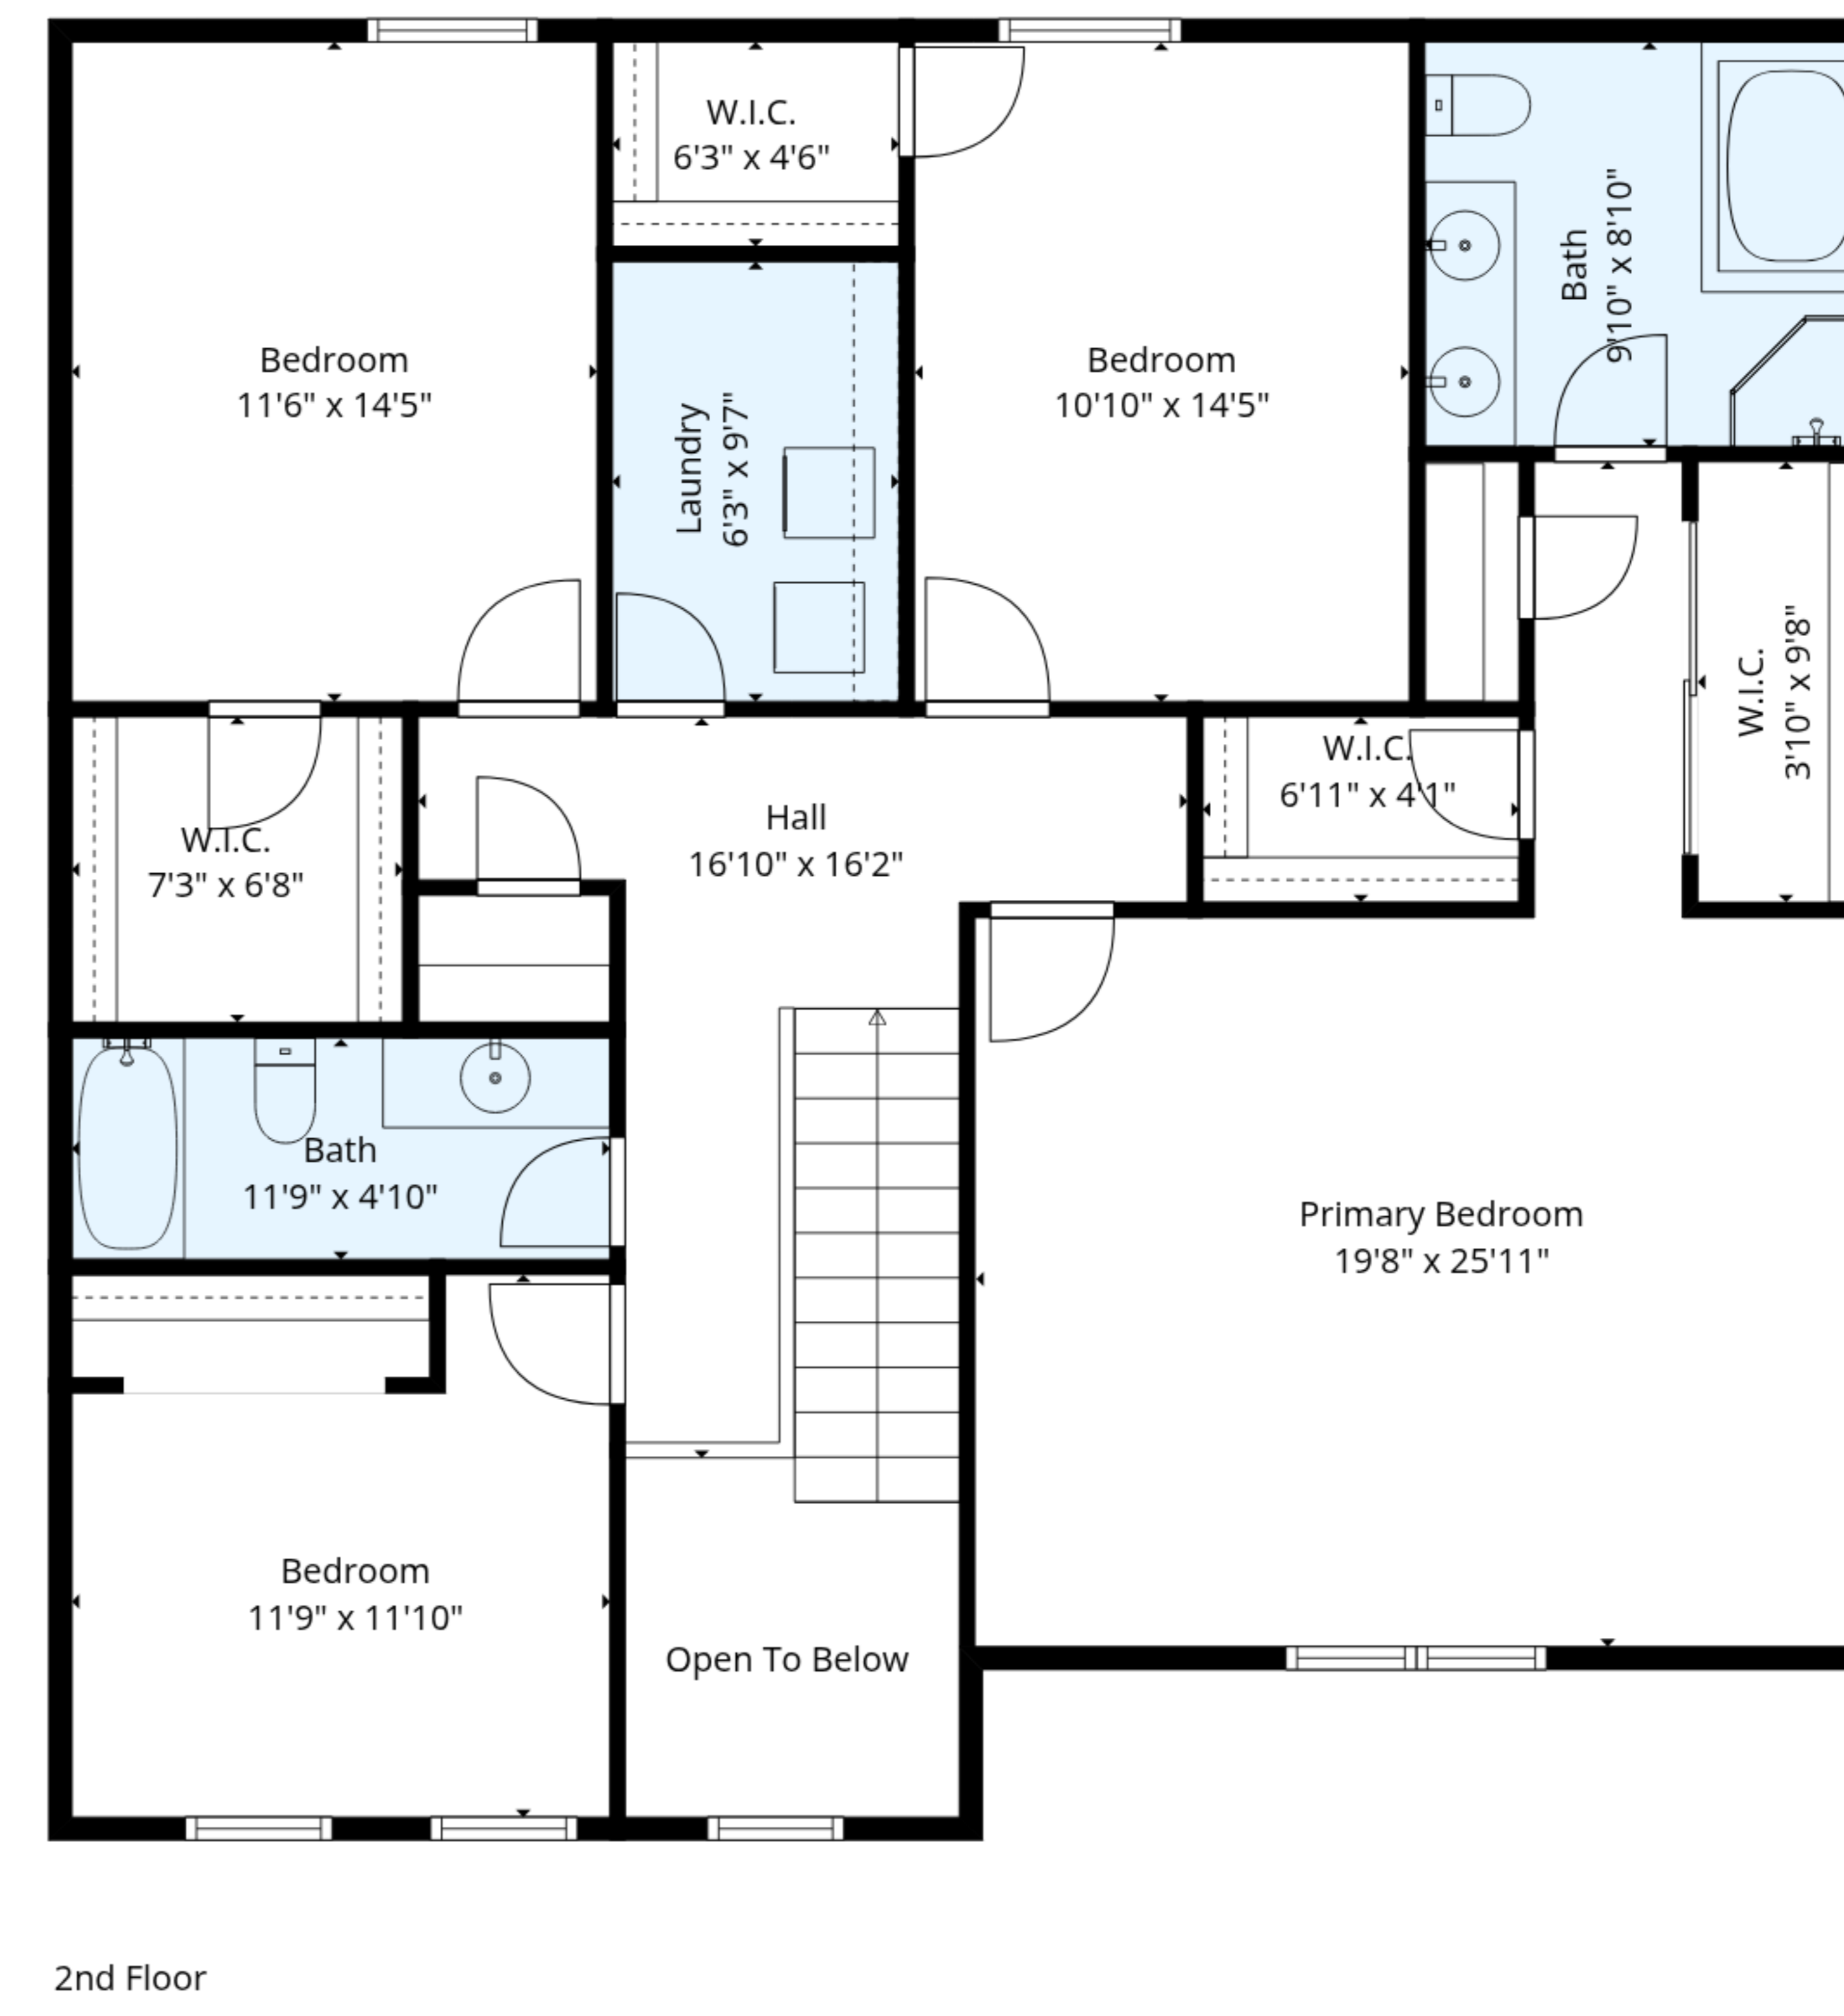 W.I.C.
6'3" x 4'6"
Bath
9'10" x 8'10"
Bedroom
11'6" x 14'5"
Laundry
6'3" x 9'7"
Bedroom
10'10" x 14'5"
W.I.C.
3'10" x 9'8"
W.I.C.
6'11" x 4'1"
Hall
16'10" x 16'2"
W.I.C.
7'3" x 6'8"
Bath
11'9" x 4'10"
Primary Bedroom
19'8" x 25'11"
Bedroom
11'9" x 11'10"
Open To Below
2nd Floor